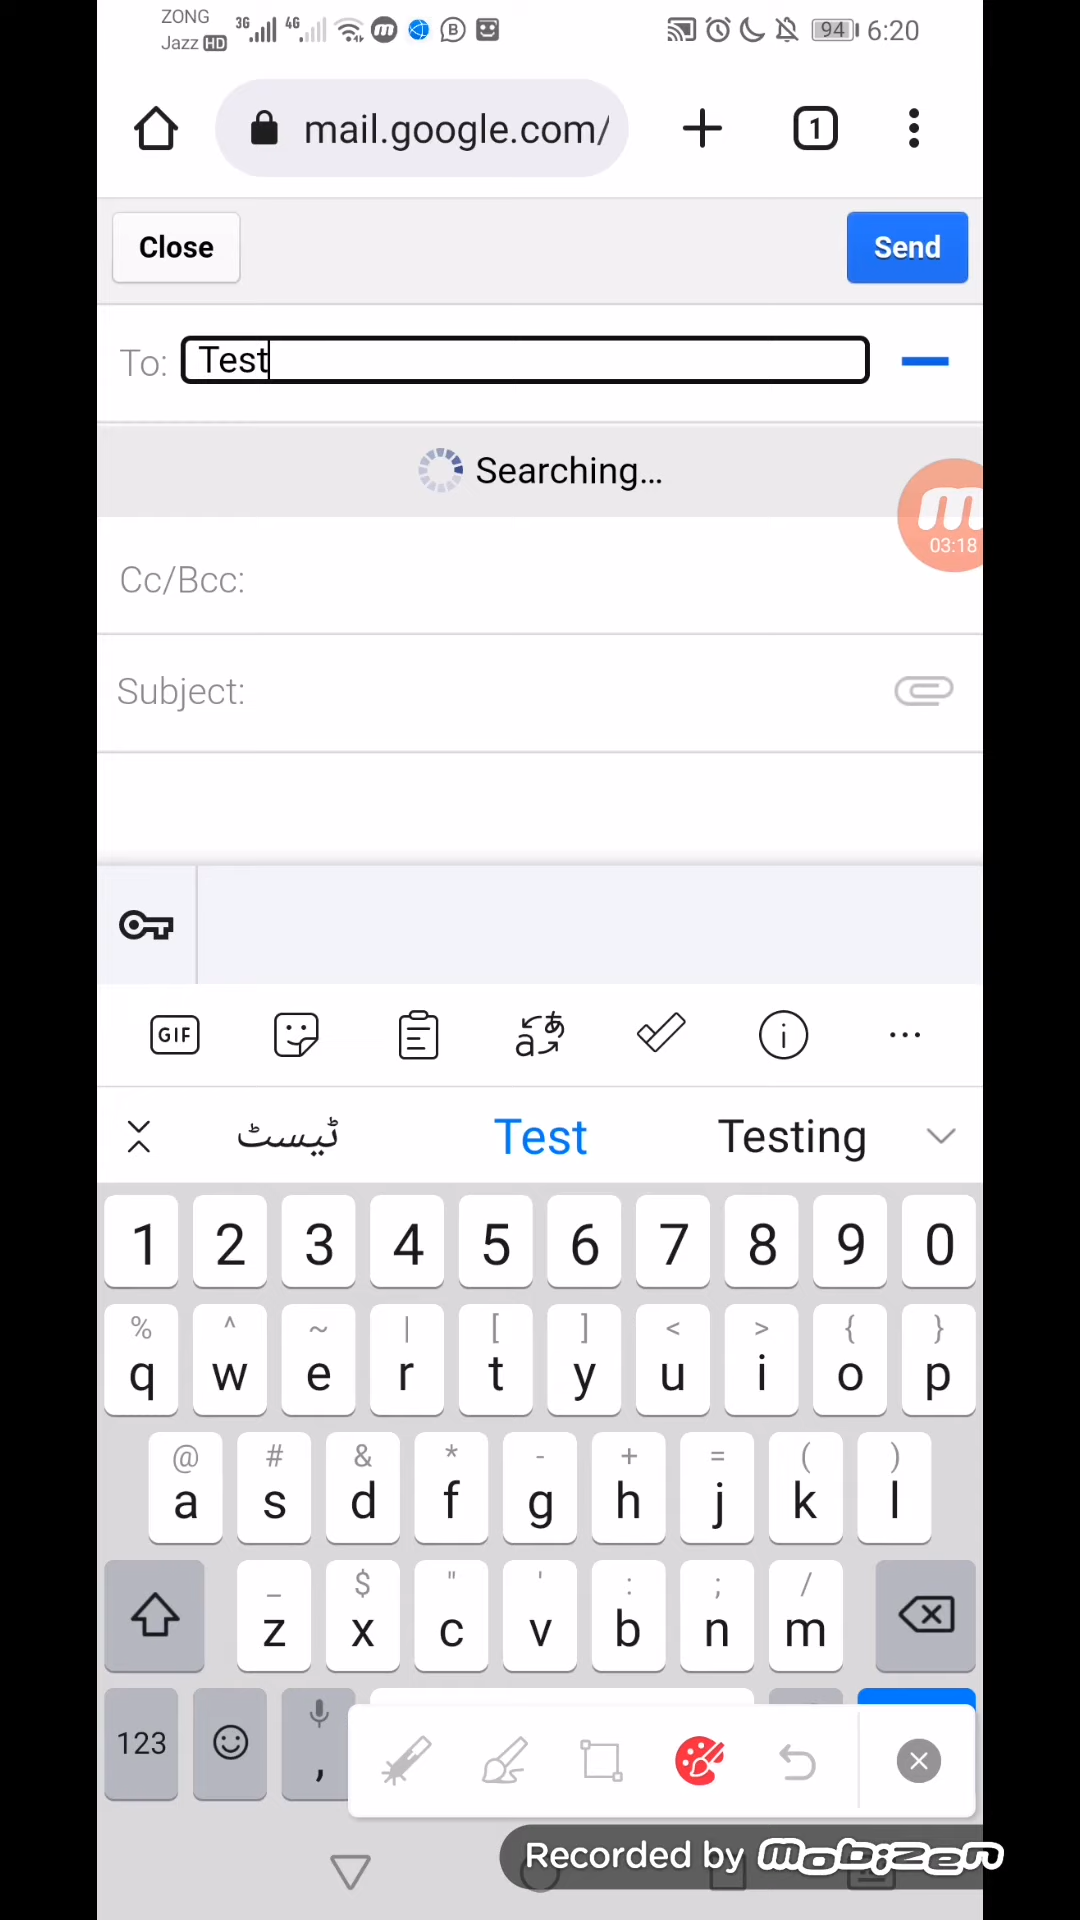 ZONG
Jazz HD
3G 4G
94 6:20
mail.google.com/
1
Close
Send
To: Test
Searching...
m
03:18
Cc/Bcc:
Subject:
GIF
ٹیسٹ Test Testing
1 2 3 4 5 6 7 8 9 0
% ^ ~ | [ ] < > { }
q w e r t y u i o p
@ # & * - + = ( )
a s d f g h j k l
_ $ " ' : ; /
z x c v b n m
123 ,
Recorded by mobizen